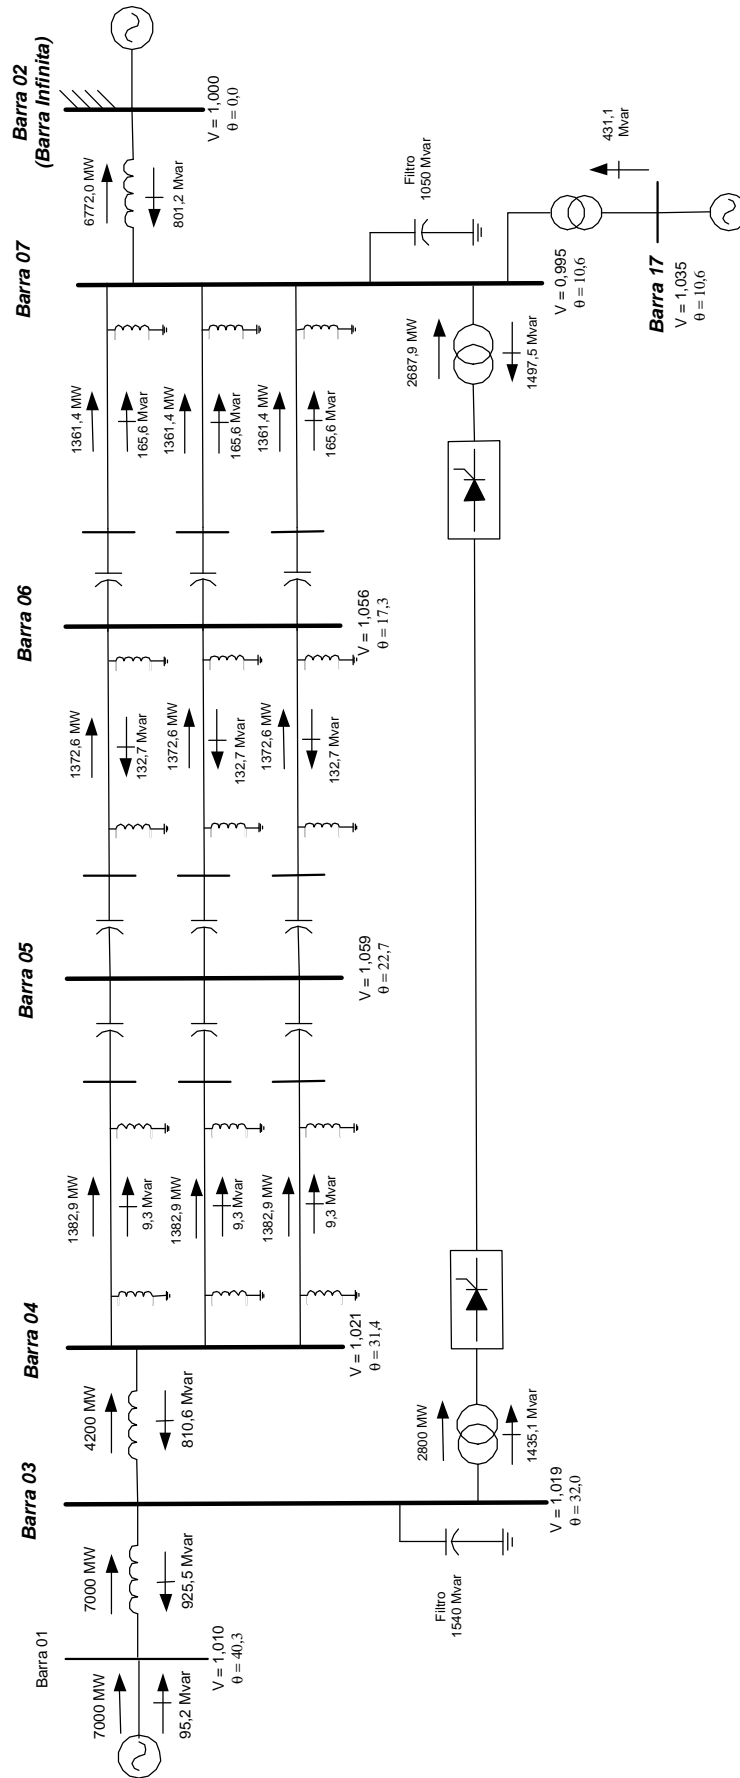 Barra 01
7000 MW
95,2 Mvar
V = 1,010
θ = 40,3
7000 MW
925,5 Mvar
Barra 03
Filtro
1540 Mvar
V = 1,019
θ = 32,0
4200 MW
810,6 Mvar
2800 MW
1435,1 Mvar
Barra 04
V = 1,021
θ = 31,4
1382,9 MW
9,3 Mvar
1382,9 MW
9,3 Mvar
1382,9 MW
9,3 Mvar
Barra 05
V = 1,059
θ = 22,7
1372,6 MW
132,7 Mvar
1372,6 MW
132,7 Mvar
1372,6 MW
132,7 Mvar
Barra 06
V = 1,056
θ = 17,3
1361,4 MW
165,6 Mvar
1361,4 MW
165,6 Mvar
1361,4 MW
165,6 Mvar
2687,9 MW
1497,5 Mvar
Barra 07
V = 0,995
θ = 10,6
Filtro
1050 Mvar
6772,0 MW
801,2 Mvar
Barra 02
(Barra Infinita)
V = 1,000
θ = 0,0
431,1
Mvar
Barra 17
V = 1,035
θ = 10,6